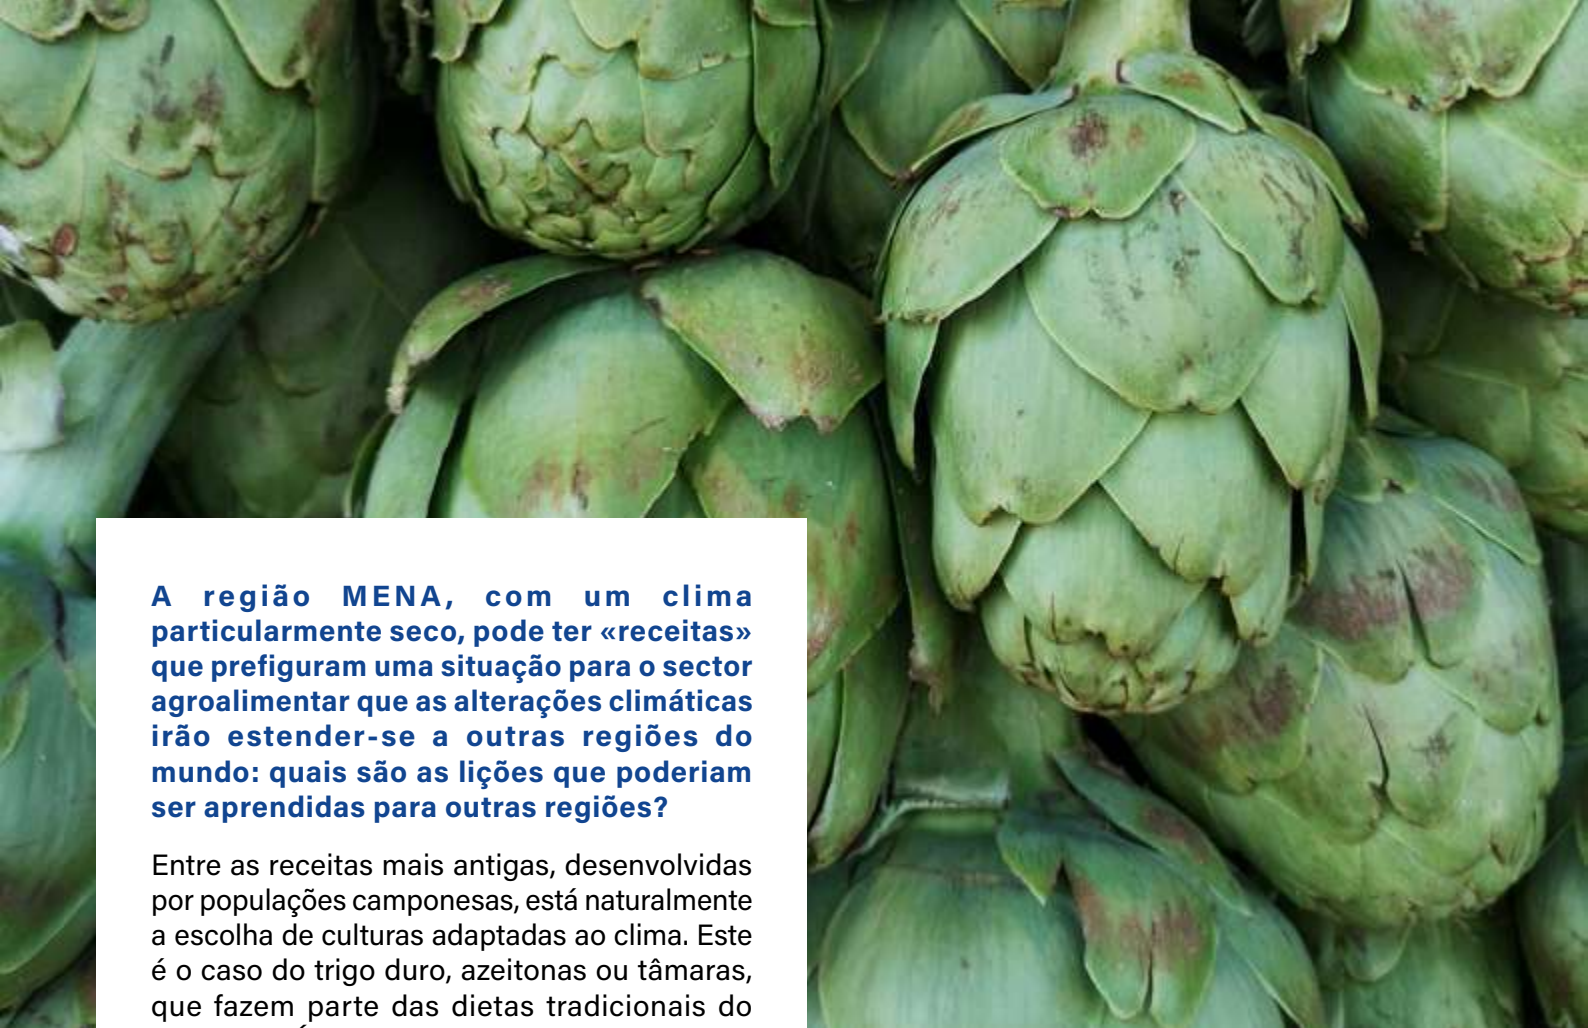 A região MENA, com um clima
particularmente seco, pode ter «receitas»
que prefiguram uma situação para o sector
agroalimentar que as alterações climáticas
irão estender-se a outras regiões do
mundo: quais são as lições que poderiam
ser aprendidas para outras regiões?
Entre as receitas mais antigas, desenvolvidas
por populações camponesas, está naturalmente
a escolha de culturas adaptadas ao clima. Este
é o caso do trigo duro, azeitonas ou tâmaras,
que fazem parte das dietas tradicionais do